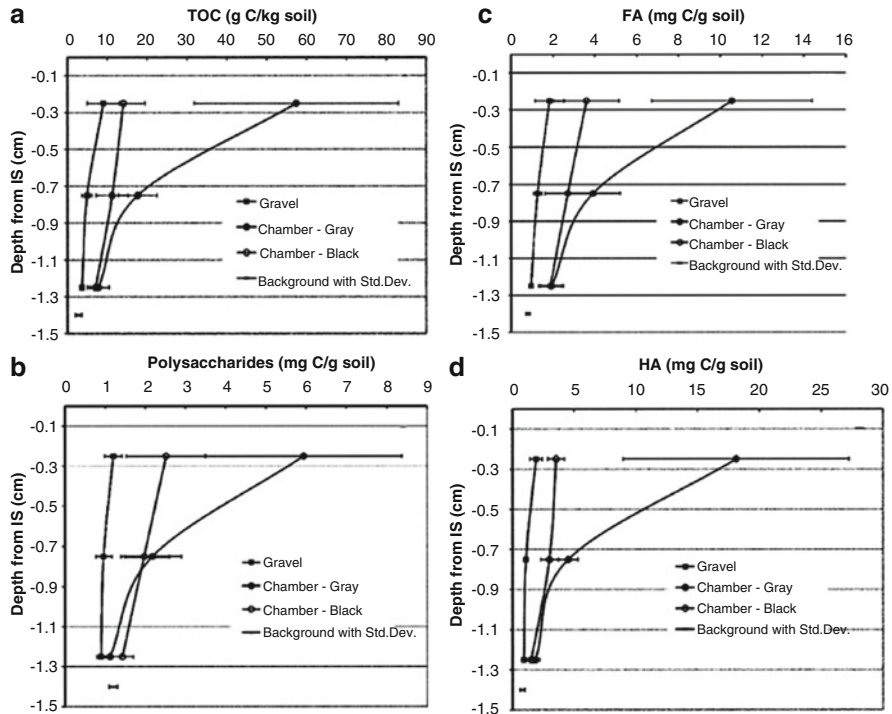 a
TOC (g C/kg soil)
0 10 20 30 40 50 60 70 80 90
Depth from IS (cm)
-0.1
-0.3
-0.5
-0.7
-0.9
-1.1
-1.3
-1.5
Gravel
Chamber - Gray
Chamber - Black
Background with Std.Dev.
c
FA (mg C/g soil)
0 2 4 6 8 10 12 14 16
Depth from IS (cm)
-0.1
-0.3
-0.5
-0.7
-0.9
-1.1
-1.3
-1.5
Gravel
Chamber - Gray
Chamber - Black
Background with Std.Dev.
b
Polysaccharides (mg C/g soil)
0 1 2 3 4 5 6 7 8 9
Depth from IS (cm)
-0.1
-0.3
-0.5
-0.7
-0.9
-1.1
-1.3
-1.5
Gravel
Chamber - Gray
Chamber - Black
Background with Std.Dev.
d
HA (mg C/g soil)
0 5 10 15 20 25 30
Depth from IS (cm)
-0.1
-0.3
-0.5
-0.7
-0.9
-1.1
-1.3
-1.5
Gravel
Chamber - Gray
Chamber - Black
Background with Std.Dev.